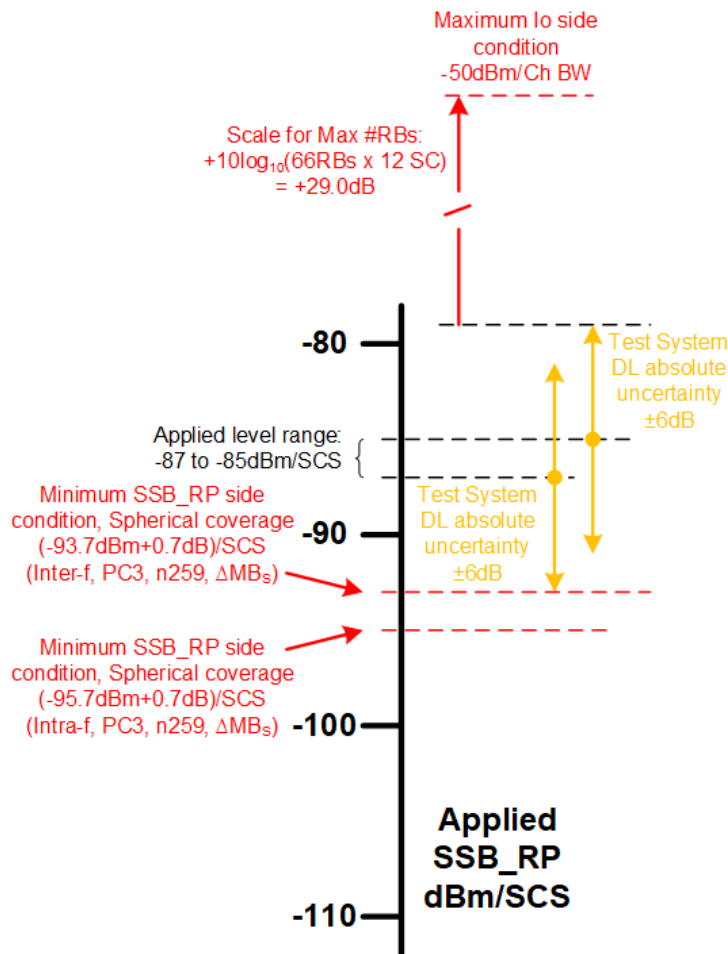 Maximum Io side
condition
-50dBm/Ch BW
Scale for Max #RBs:
+10log₁₀(66RBs x 12 SC)
= +29.0dB
-80
Test System
DL absolute
uncertainty
±6dB
Applied level range:
-87 to -85dBm/SCS
Minimum SSB_RP side
condition, Spherical coverage
(-93.7dBm+0.7dB)/SCS
(Inter-f, PC3, n259, ΔMBₛ)
Test System
DL absolute
uncertainty
±6dB
-90
Minimum SSB_RP side
condition, Spherical coverage
(-95.7dBm+0.7dB)/SCS
(Intra-f, PC3, n259, ΔMBₛ)
-100
Applied
SSB_RP
dBm/SCS
-110